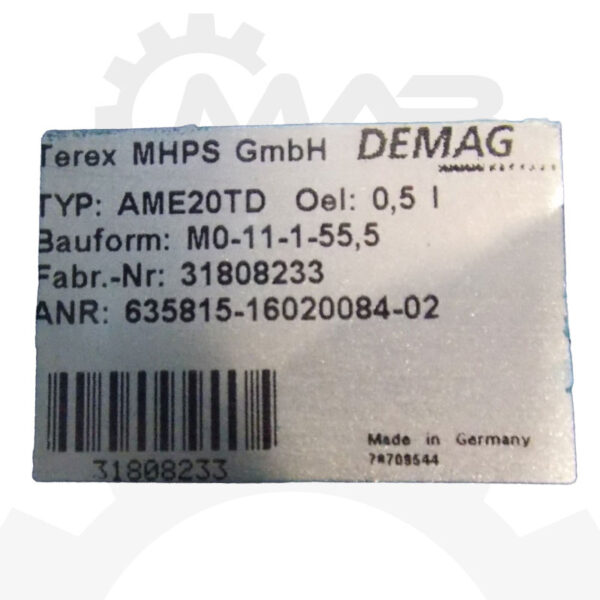 MAP
Terex MHPS GmbH DEMAG
TYP: AME20TD Oel: 0,5 l
Bauform: M0-11-1-55,5
Fabr.-Nr: 31808233
ANR: 635815-16020084-02
31808233
Made in Germany